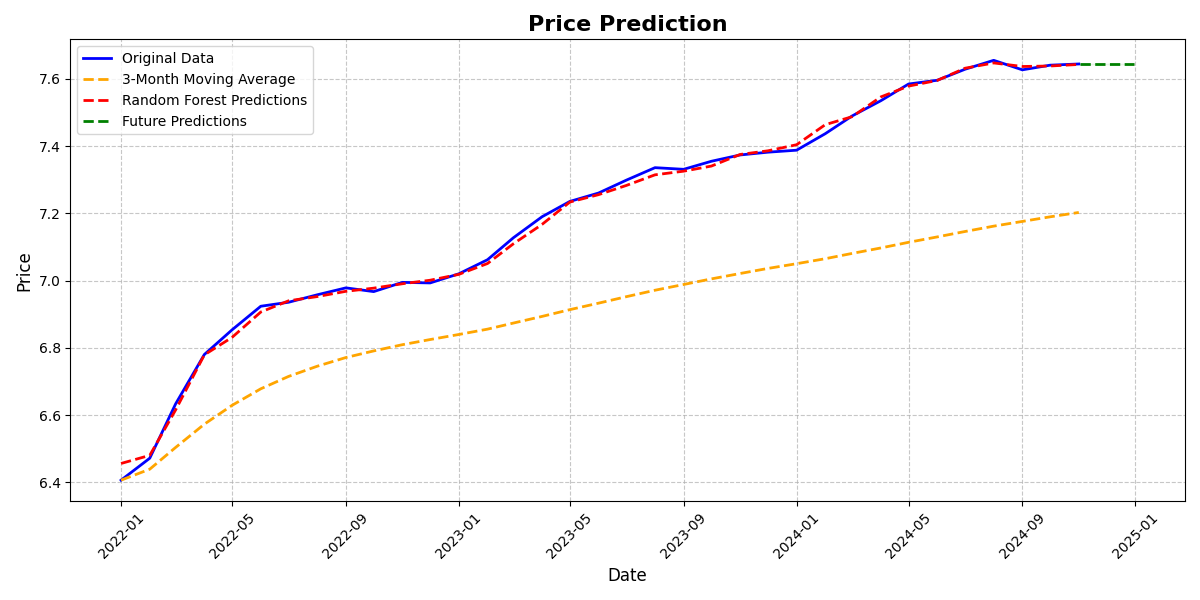 Price Prediction
Original Data
3-Month Moving Average
Random Forest Predictions
Future Predictions
Price
7.6
7.4
7.2
7.0
6.8
6.6
6.4
2022-01
2022-05
2022-09
2023-01
2023-05
2023-09
2024-01
2024-05
2024-09
2025-01
Date